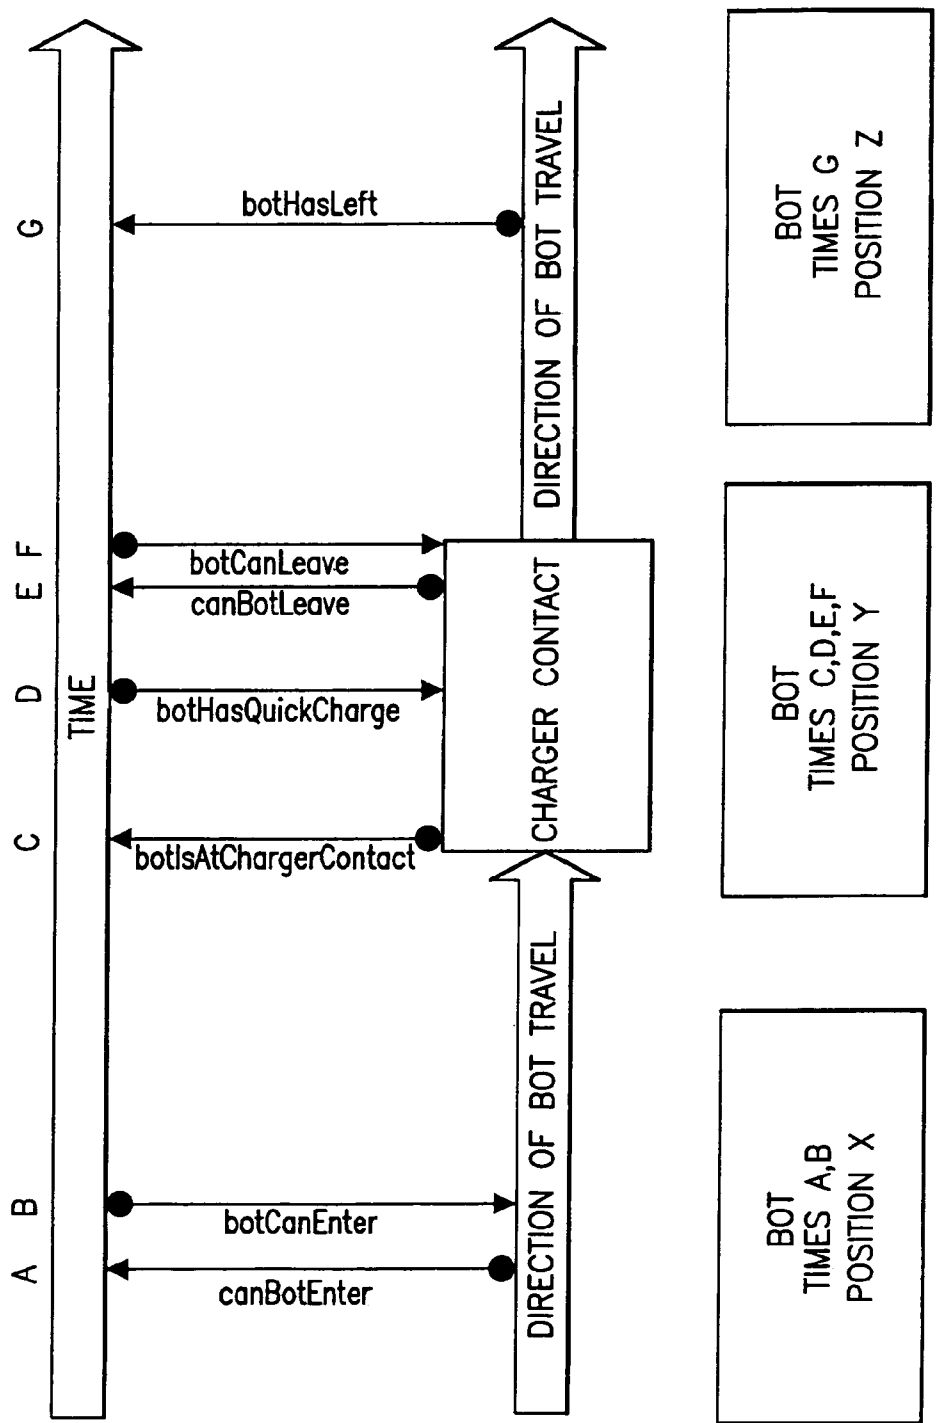 A
B
C
D
E
F
G
TIME
canBotEnter
botCanEnter
botIsAtChargerContact
botHasQuickCharge
canBotLeave
botCanLeave
botHasLeft
DIRECTION OF BOT TRAVEL
CHARGER CONTACT
DIRECTION OF BOT TRAVEL
BOT
TIMES A,B
POSITION X
BOT
TIMES C,D,E,F
POSITION Y
BOT
TIMES G
POSITION Z